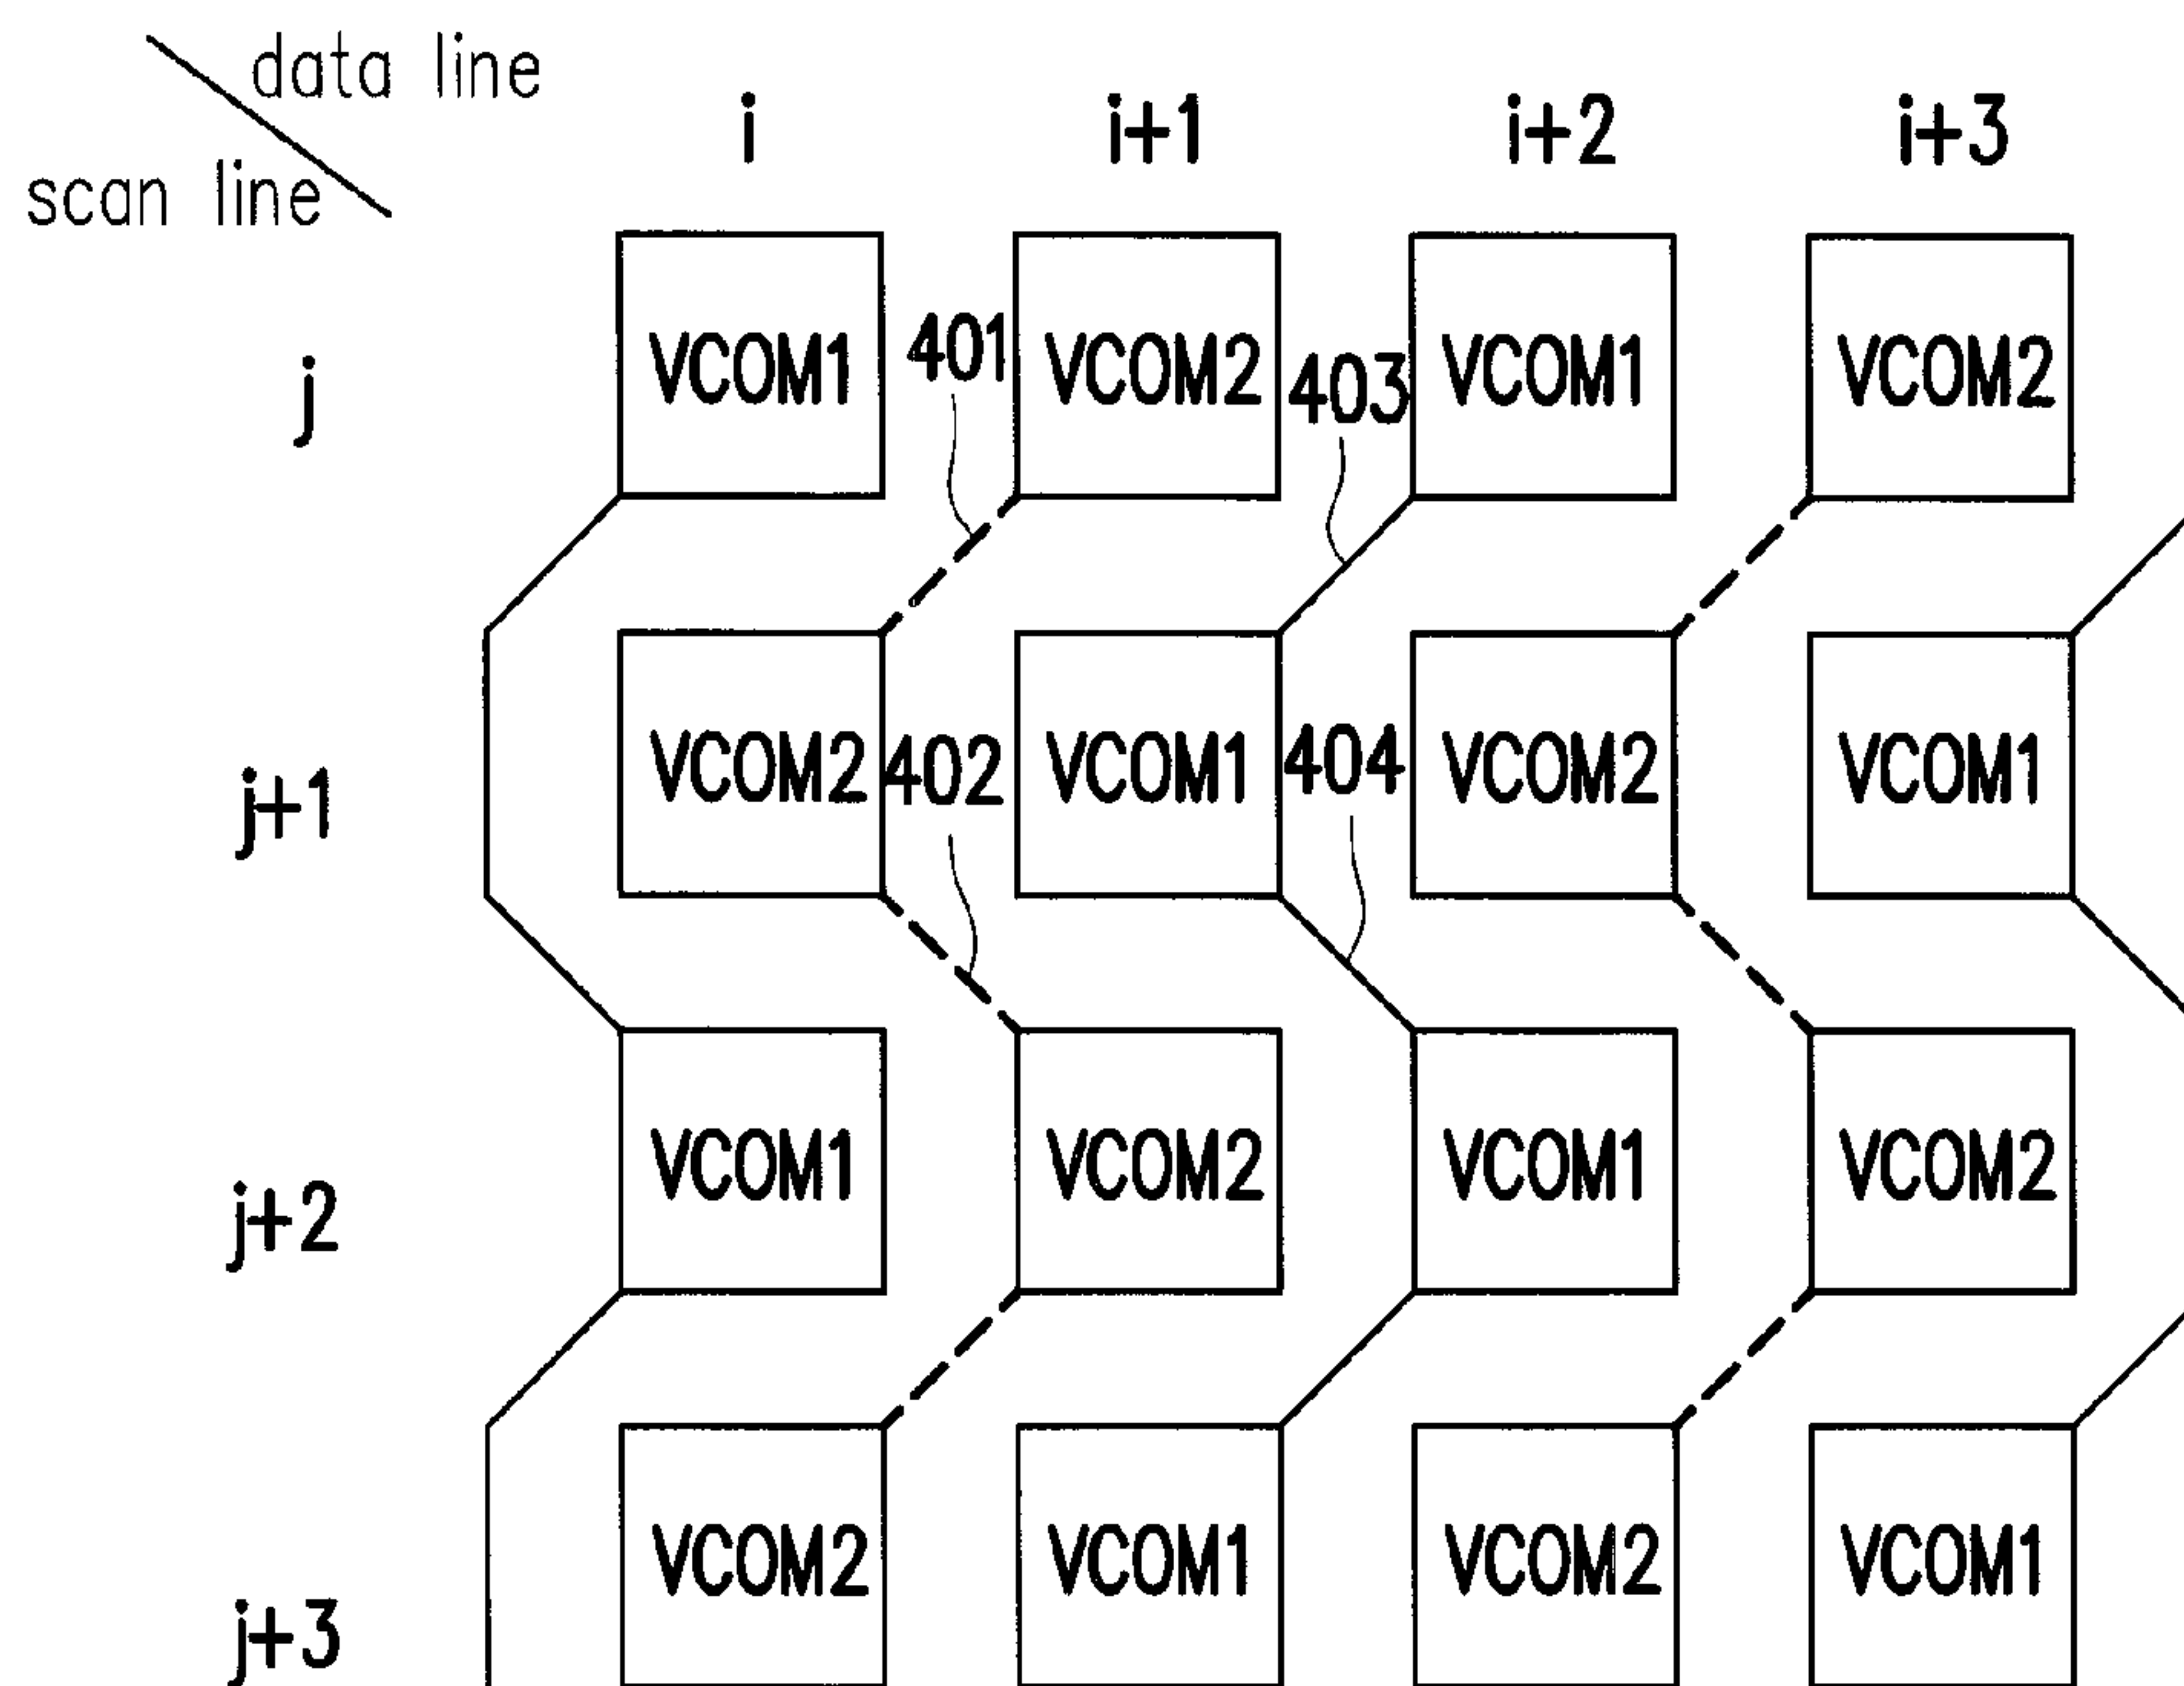 data line
scan line
i i+1 i+2 i+3
j VCOM1 401 VCOM2 403 VCOM1 VCOM2
j+1 VCOM2 402 VCOM1 404 VCOM2 VCOM1
j+2 VCOM1 VCOM2 VCOM1 VCOM2
j+3 VCOM2 VCOM1 VCOM2 VCOM1